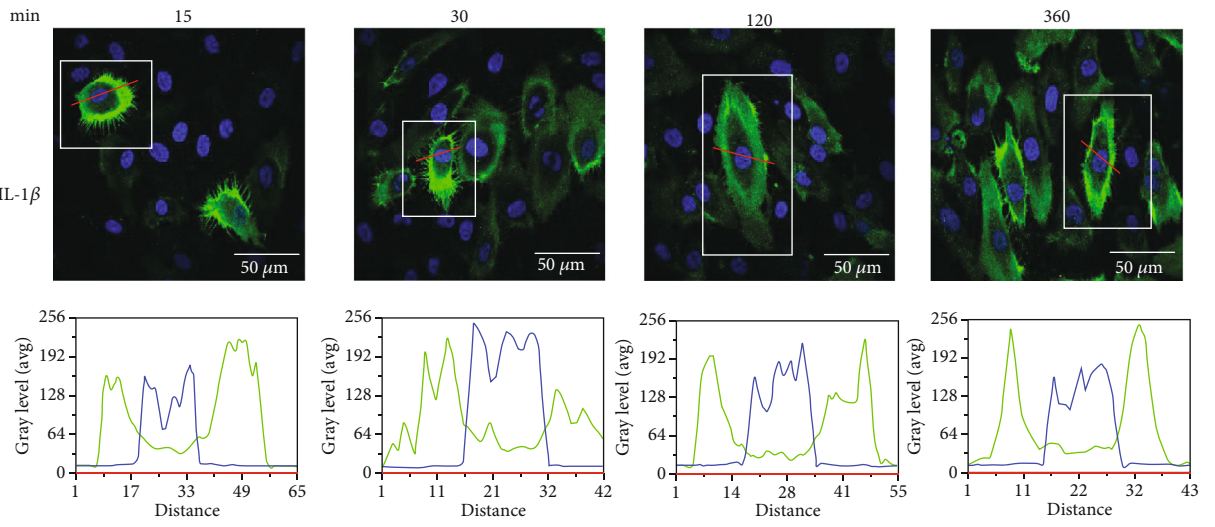 min 15 30 120 360
IL-1β
50 μm 50 μm 50 μm 50 μm
Gray level (avg)
256
192
128
64
0
1 17 33 49 65
Distance
Gray level (avg)
256
192
128
64
0
1 11 21 32 42
Distance
Gray level (avg)
256
192
128
64
0
1 14 28 41 55
Distance
Gray level (avg)
256
192
128
64
0
1 11 22 32 43
Distance